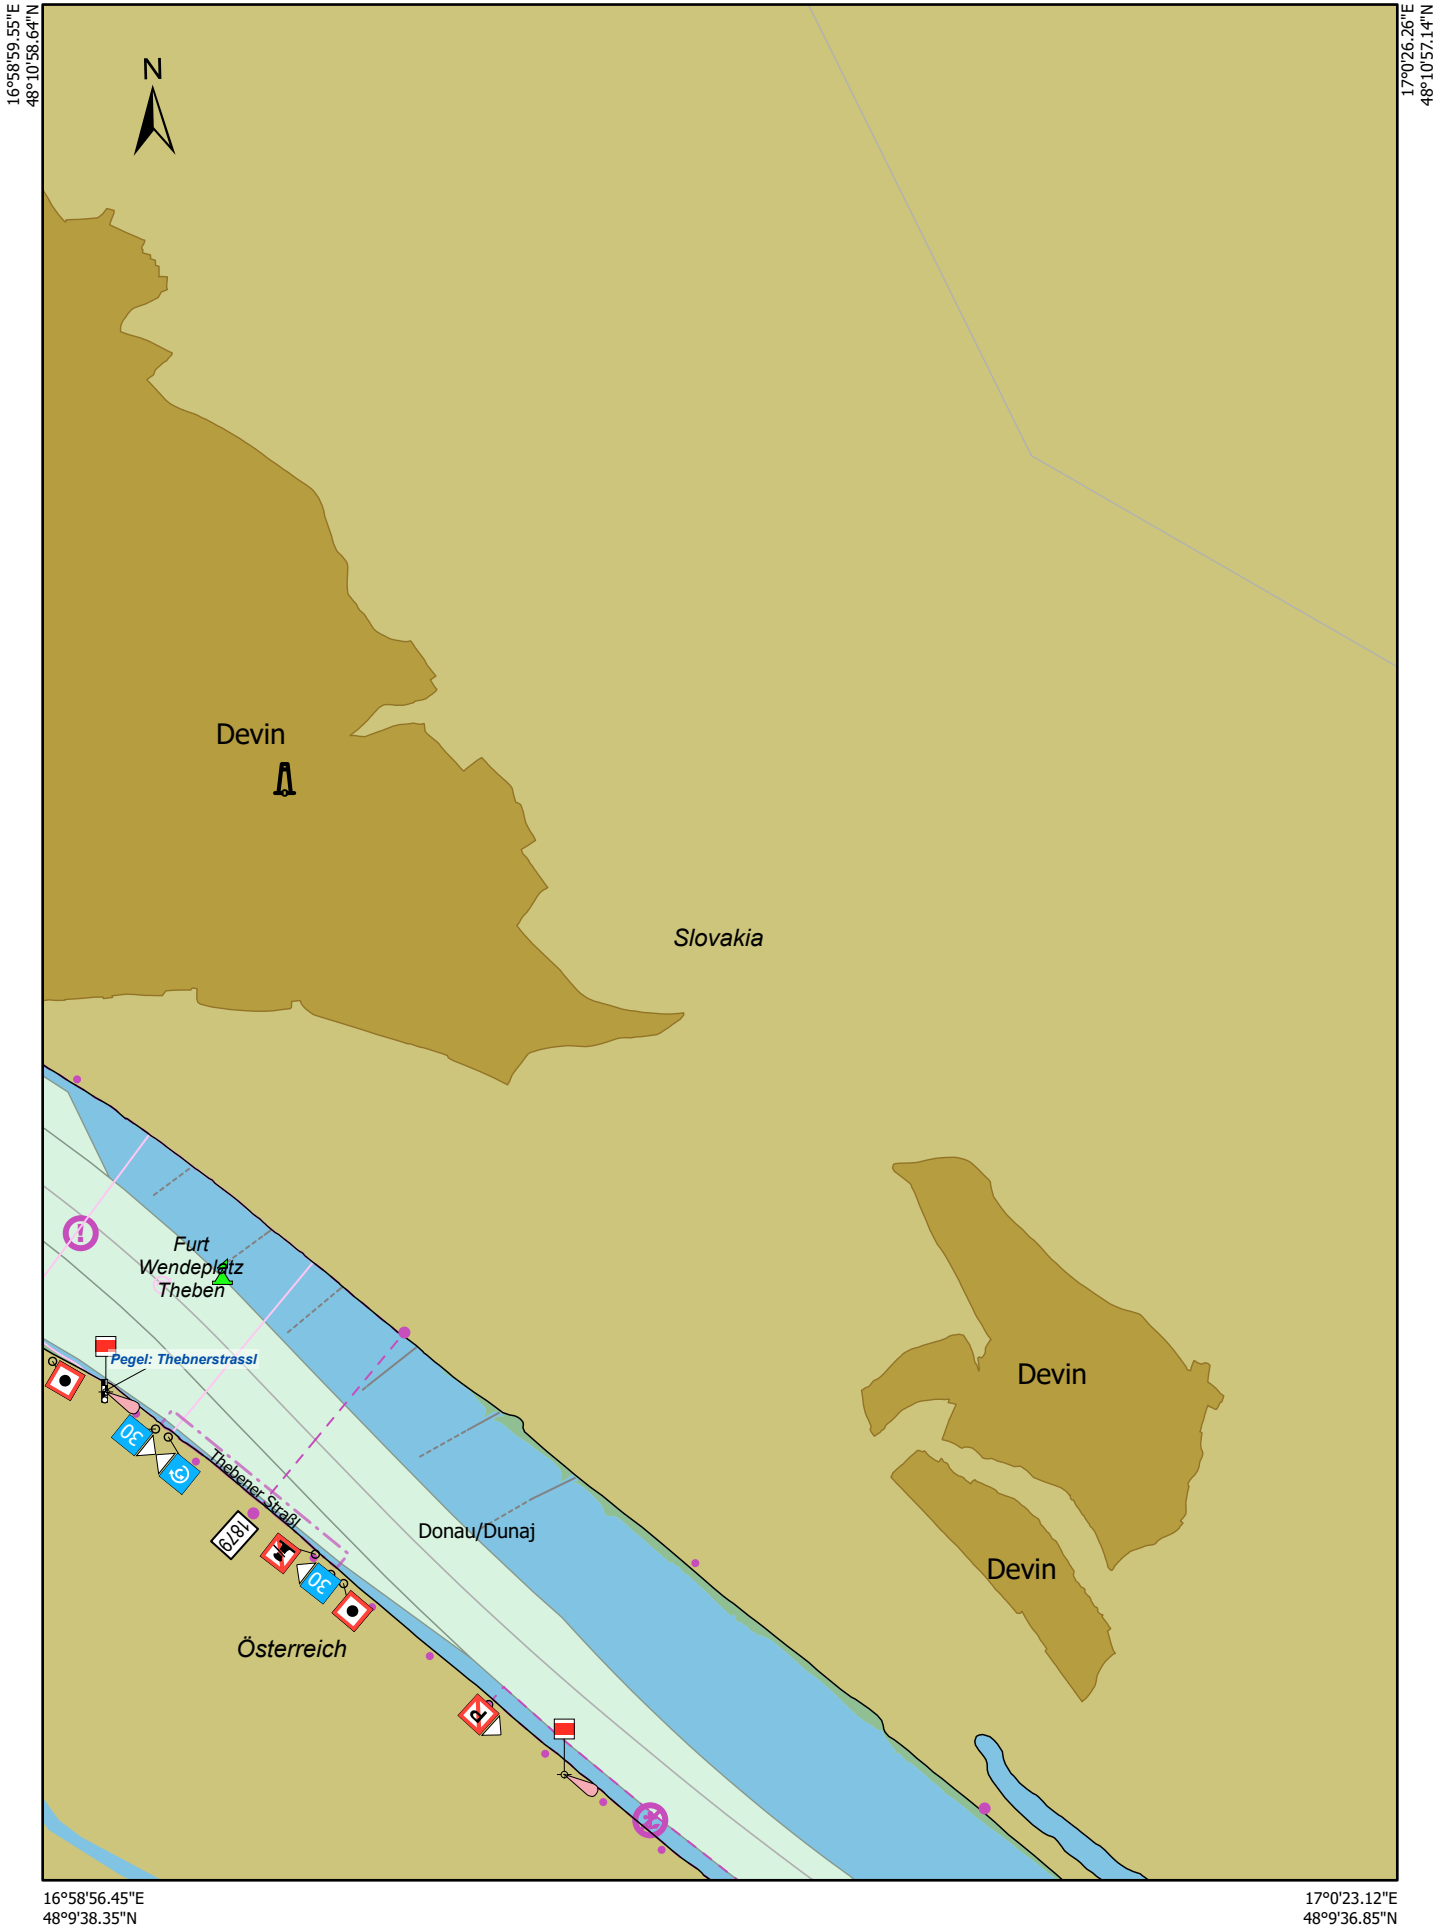 16°58'59.55"E
48°10'58.64"N
17°0'26.26"E
48°10'57.14"N
N
Devin
Slovakia
Furt
Wendeplatz
Theben
Pegel: Thebnerstrassl
30
Thebener Straßl
1879
30
Donau/Dunaj
Devin
Devin
Österreich
P
16°58'56.45"E
48°9'38.35"N
17°0'23.12"E
48°9'36.85"N